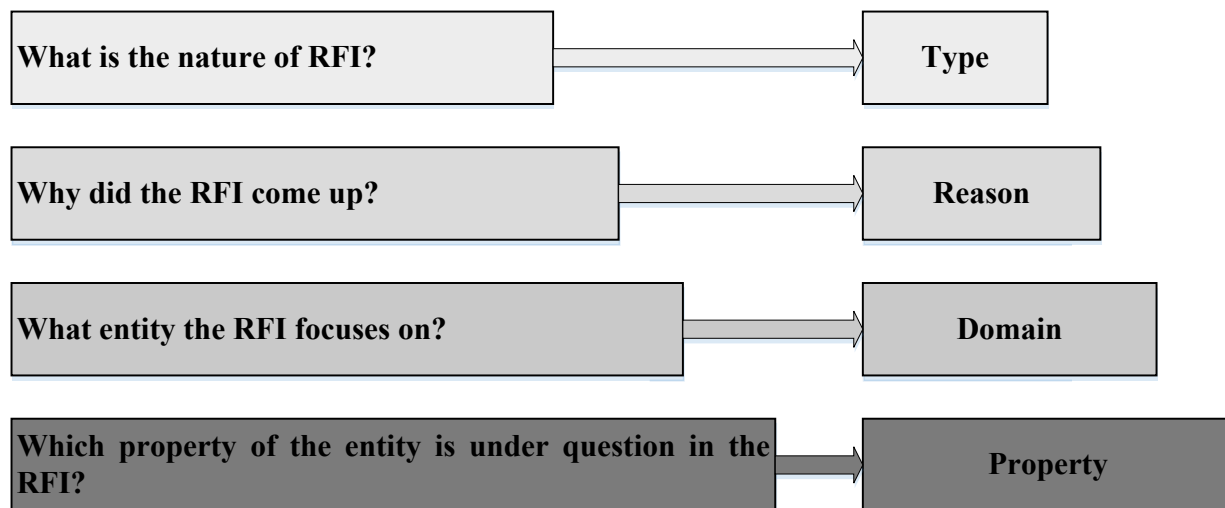 What is the nature of RFI? Type
Why did the RFI come up? Reason
What entity the RFI focuses on? Domain
Which property of the entity is under question in the
RFI?
Property